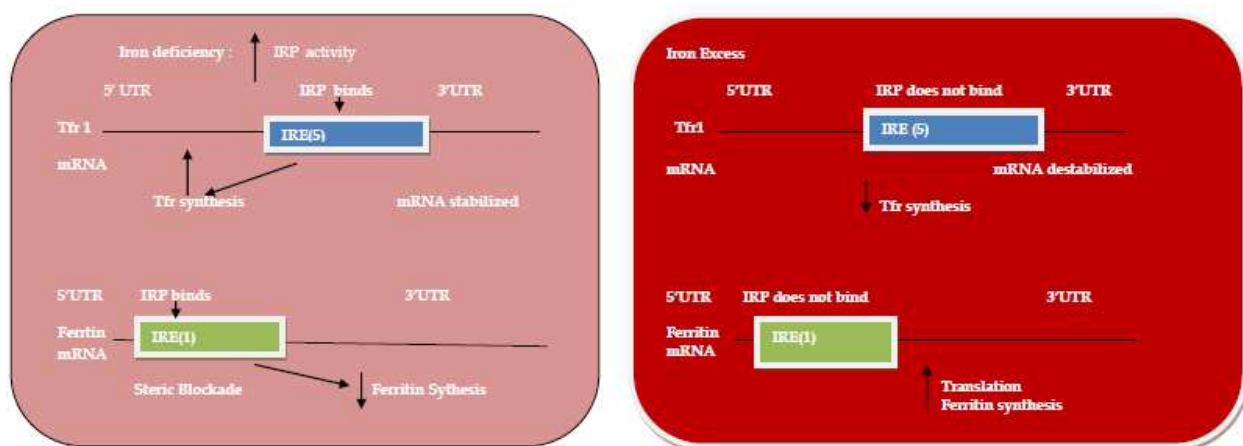 Iron deficiency : IRP activity
5' UTR IRP binds 3'UTR
Tfr 1 IRE(5)
mRNA
Tfr synthesis mRNA stabilized
5'UTR IRP binds 3'UTR
Ferrtin IRE(1)
mRNA
Steric Blockade Ferritin Sythesis
Iron Excess
5'UTR IRP does not bind 3'UTR
Tfr1 IRE (5)
mRNA mRNA destabilized
Tfr synthesis
5'UTR IRP does not bind 3'UTR
Ferritin IRE(1)
mRNA
Translation
Ferritin synthesis